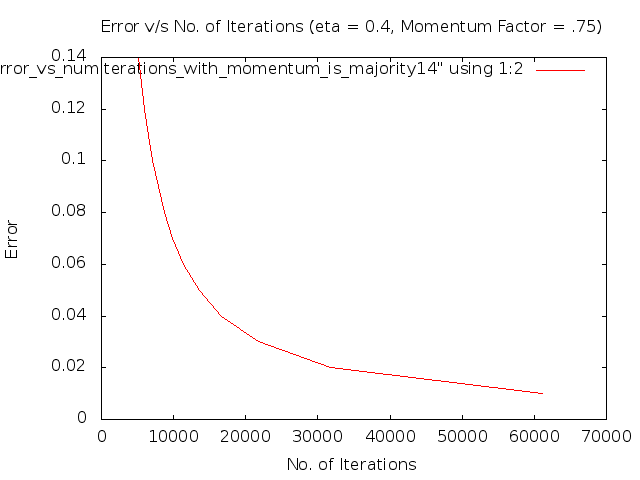 Error v/s No. of Iterations (eta = 0.4, Momentum Factor = .75)
rror_vs_numiterations_with_momentum_is_majority14" using 1:2
0.14
0.12
0.1
0.08
0.06
0.04
0.02
0
Error
0 10000 20000 30000 40000 50000 60000 70000
No. of Iterations